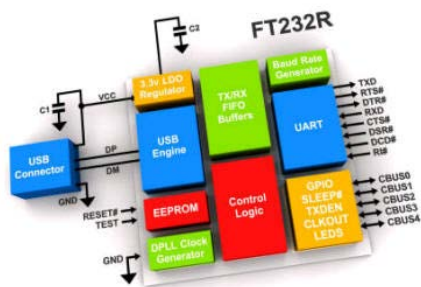 FT232R
C2
3.3v LDO
Regulator
TX/RX
FIFO
Buffers
Baud Rate
Generator
C1
VCC
USB
Connector
DP
DM
GND
USB
Engine
UART
TXD
RTS#
DTR#
RXD
CTS#
DSR#
DCD#
RI#
RESET#
TEST
EEPROM
Control
Logic
GPIO
SLEEP#
TXDEN
CLKOUT
LEDS
CBUS0
CBUS1
CBUS2
CBUS3
CBUS4
GND
DPLL Clock
Generator